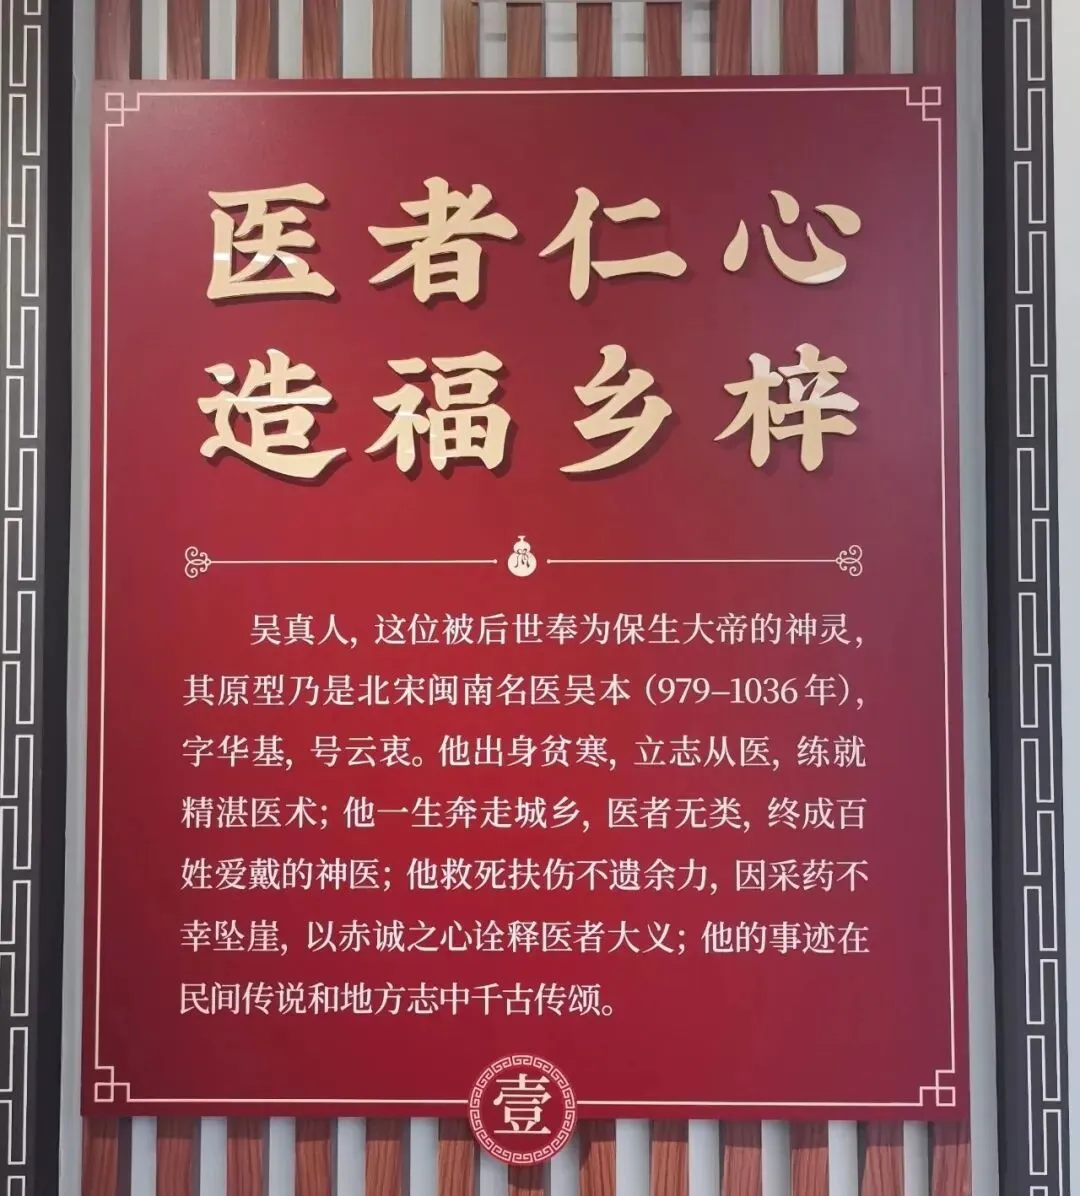 医者仁心
造福乡梓
吴真人，这位被后世奉为保生大帝的神灵，
其原型乃是北宋闽南名医吴本（979–1036年），
字华基，号云衷。他出身贫寒，立志从医，练就
精湛医术；他一生奔走城乡，医者无类，终成百
姓爱戴的神医；他救死扶伤不遗余力，因采药不
幸坠崖，以赤诚之心诠释医者大义；他的事迹在
民间传说和地方志中千古传颂。
壹